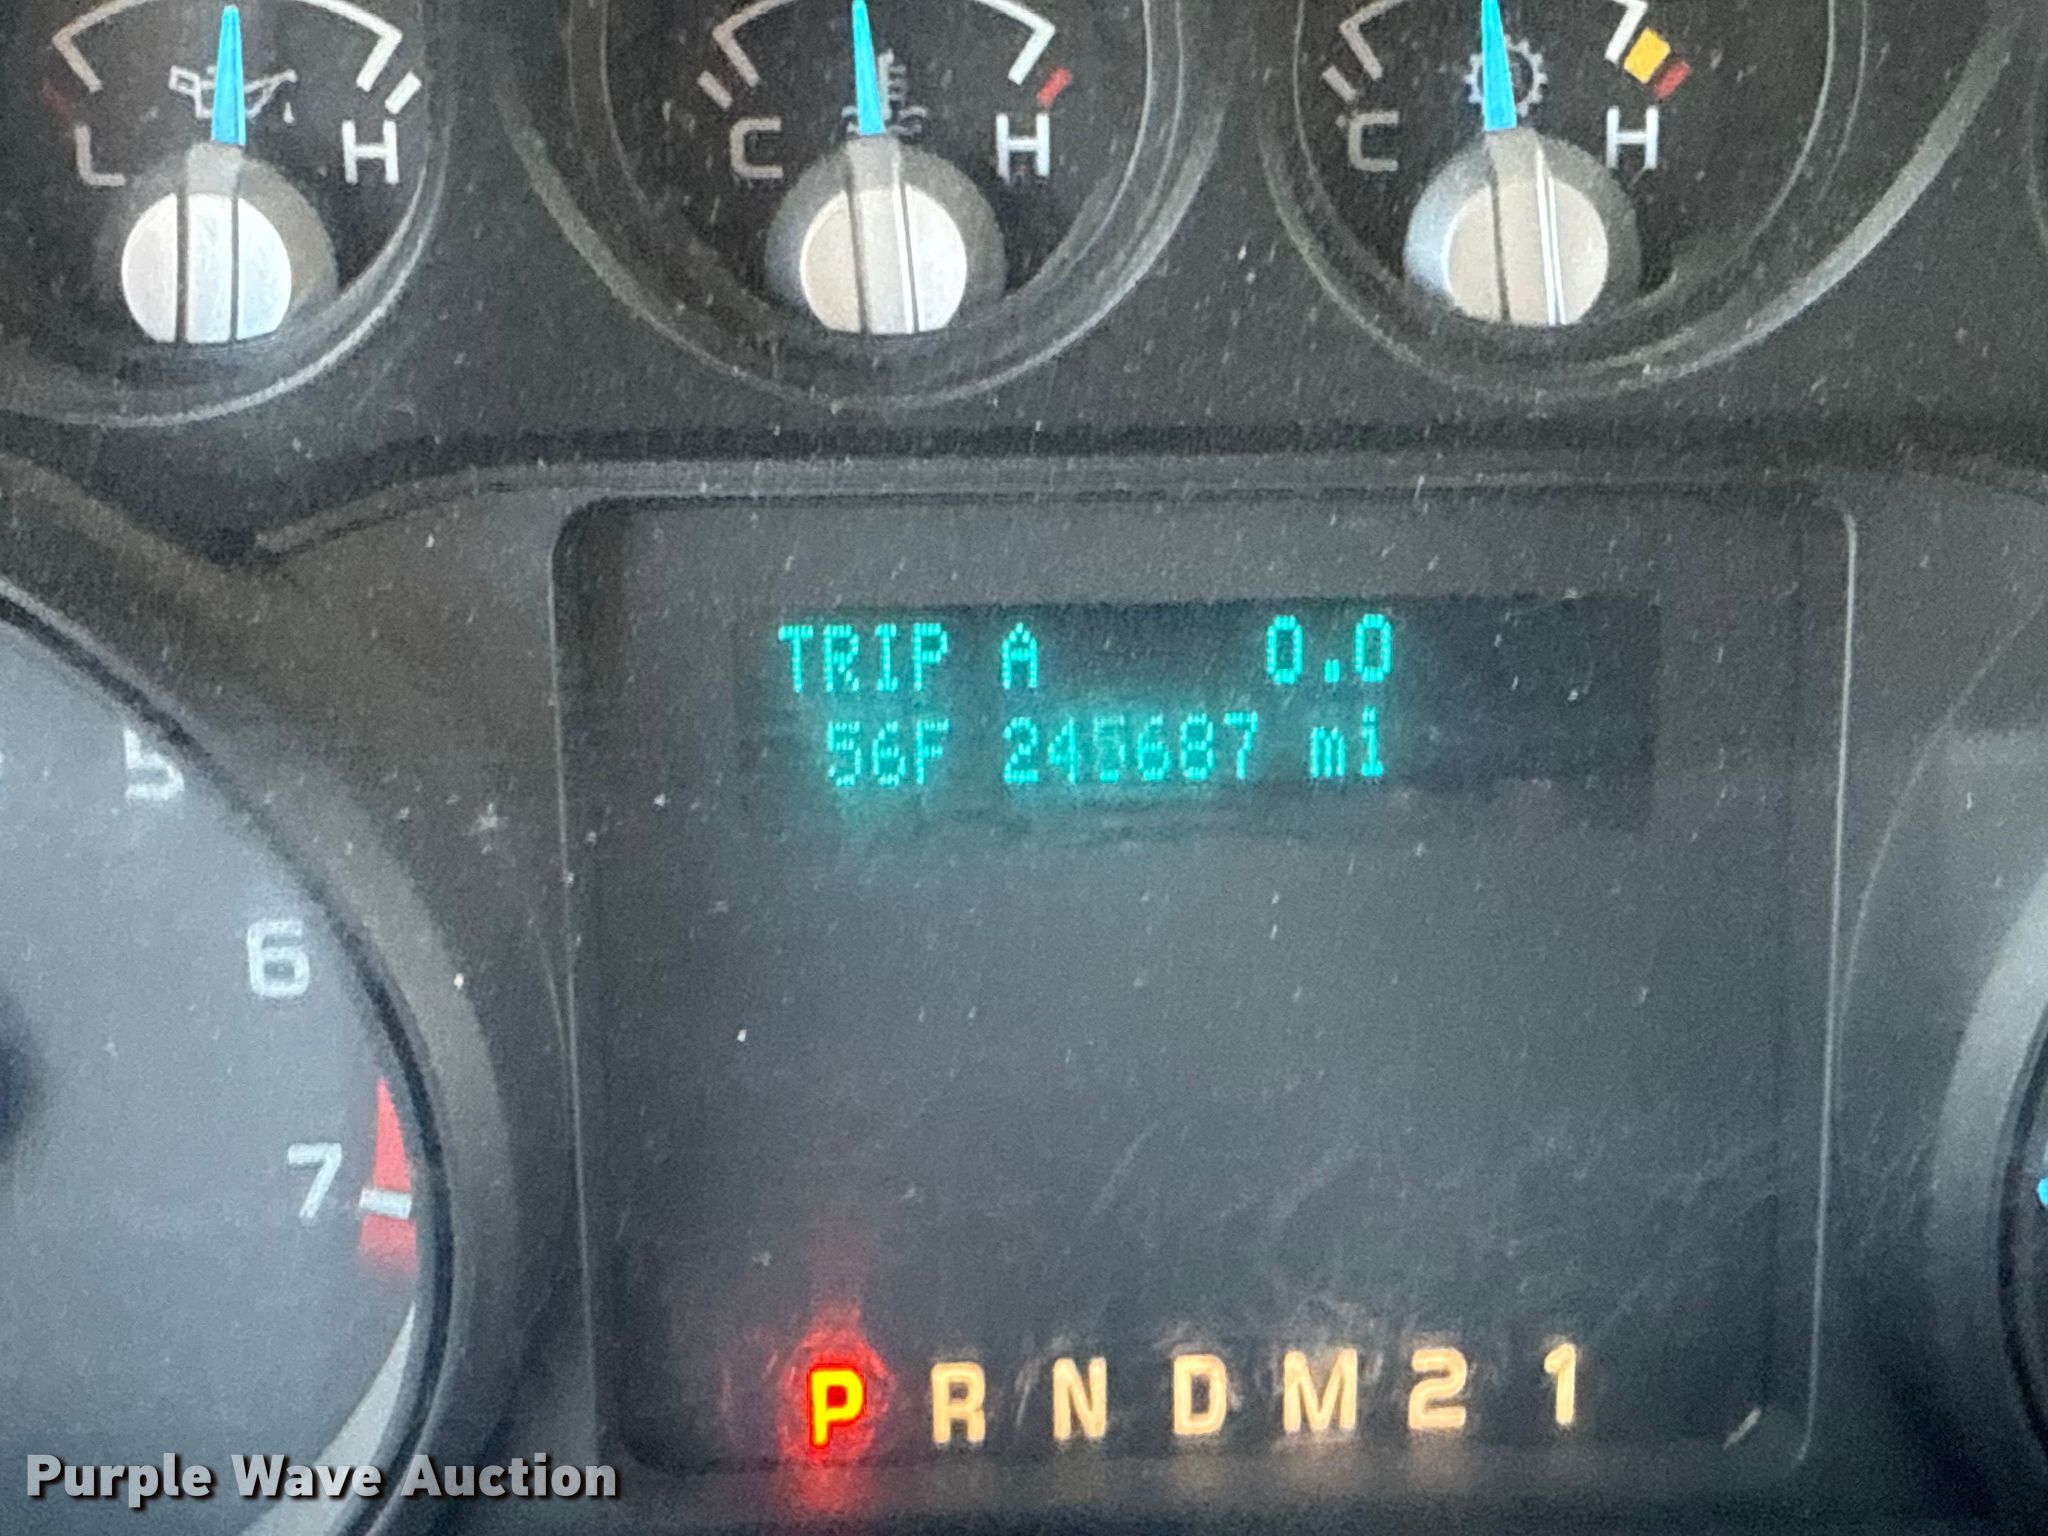 L H
C H
C H
TRIP A 0.0
56F 245687 mi
5
6
7
P R N D M 2 1
Purple Wave Auction